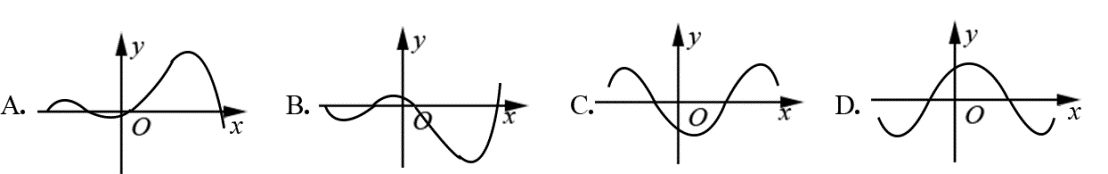 A. y O x
B. y O x
C. y O x
D. y O x